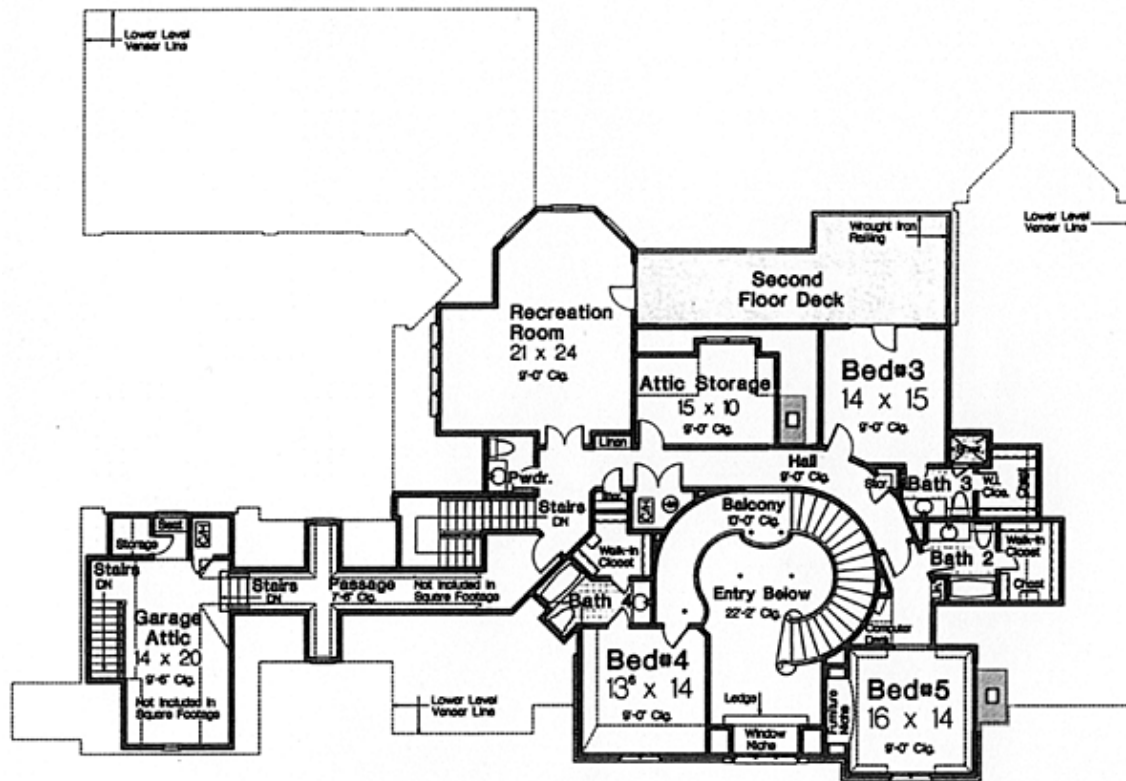 Lower Level
Veneer Line
Lower Level
Veneer Line
Wrought Iron
Railing
Second
Floor Deck
Recreation
Room
21 x 24
9'-0" Clg.
Attic Storage
15 x 10
9'-0" Clg.
Bed#3
14 x 15
9'-0" Clg.
Linen
Pwdr.
Hall
9'-0" Clg.
Stor.
Bath 3
W.I.
Clos.
Chest
Stairs
DN
Stor.
Balcony
10'-0" Clg.
Seat
Storage
Walk-In
Closet
Bath 2
Walk-In
Closet
Chest
Lin.
Stairs
DN
Stairs
DN
Passage
7'-6" Clg.
Not Included In
Square Footage
Bath 4
Entry Below
22'-2" Clg.
Computer
Desk
Garage
Attic
14 x 20
9'-6" Clg.
Not Included In
Square Footage
Bed#4
13⁶ x 14
9'-0" Clg.
Bed#5
16 x 14
9'-0" Clg.
Furniture
Niche
Ledge
Window
Niche
Lower Level
Veneer Line